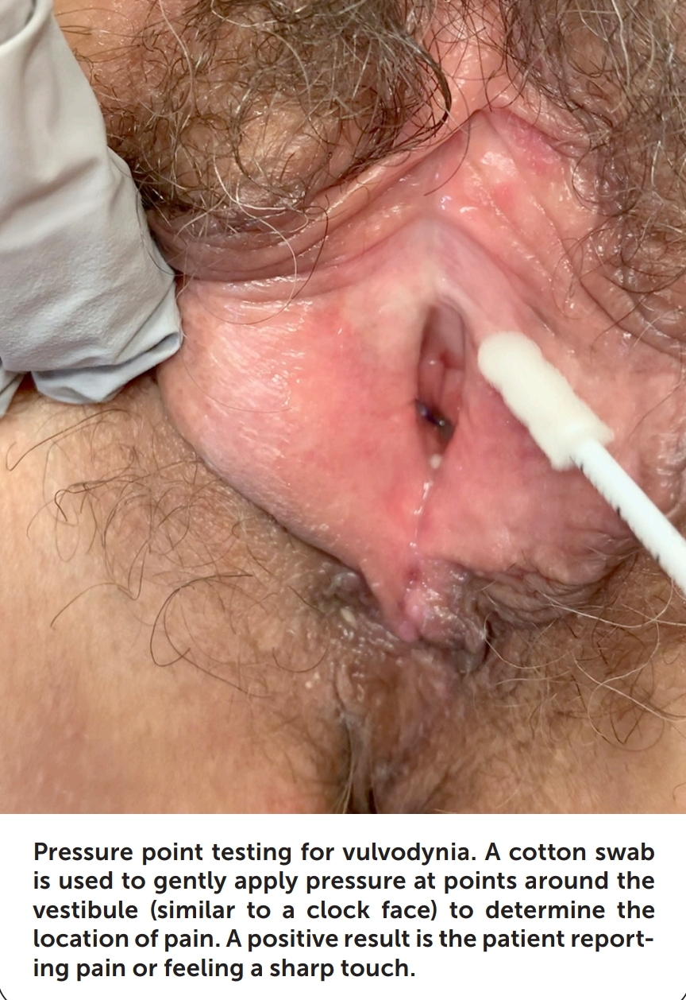 Pressure point testing for vulvodynia. A cotton swab
is used to gently apply pressure at points around the
vestibule (similar to a clock face) to determine the
location of pain. A positive result is the patient report-
ing pain or feeling a sharp touch.